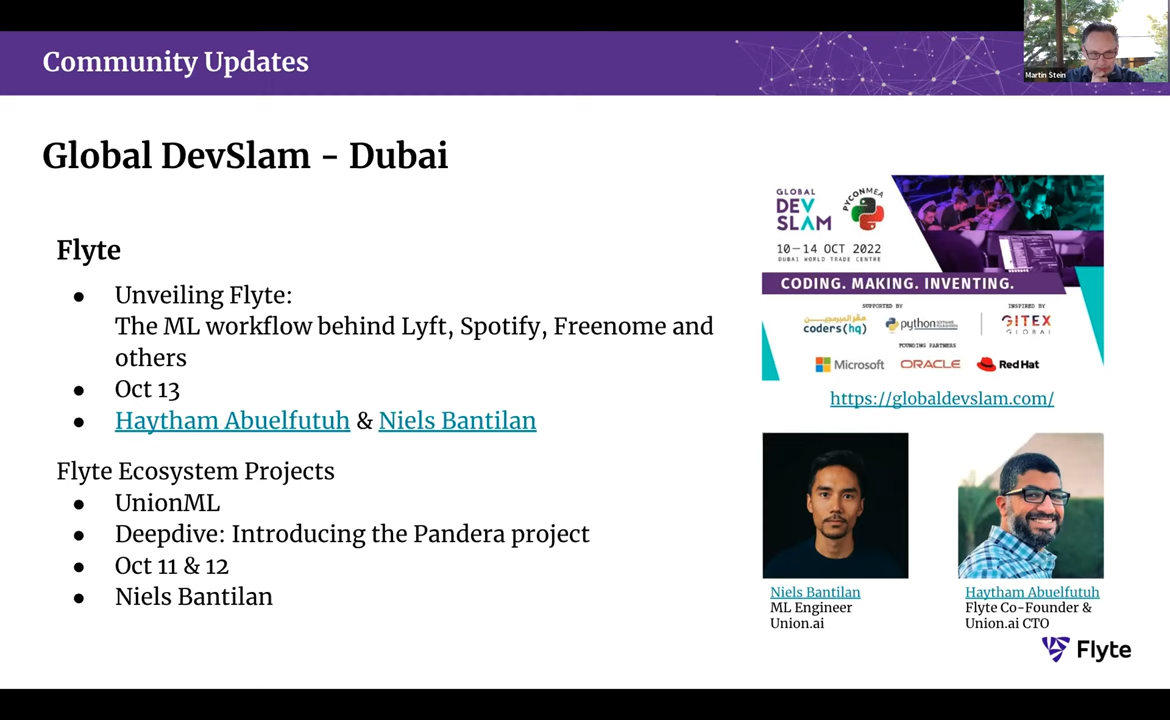 Community Updates
Martin Stein
Global DevSlam - Dubai
Flyte
● Unveiling Flyte:
The ML workflow behind Lyft, Spotify, Freenome and
others
● Oct 13
● Haytham Abuelfutuh & Niels Bantilan
Flyte Ecosystem Projects
● UnionML
● Deepdive: Introducing the Pandera project
● Oct 11 & 12
● Niels Bantilan
GLOBAL
DEV
SLAM
PYCONMEA
10–14 OCT 2022
DUBAI WORLD TRADE CENTRE
CODING. MAKING. INVENTING.
SUPPORTED BY
INSPIRED BY
مقر المبرمجين
coders(hq)
python
GITEX
GLOBAL
FOUNDING PARTNERS
Microsoft
ORACLE
Red Hat
https://globaldevslam.com/
Niels Bantilan
ML Engineer
Union.ai
Haytham Abuelfutuh
Flyte Co-Founder &
Union.ai CTO
Flyte